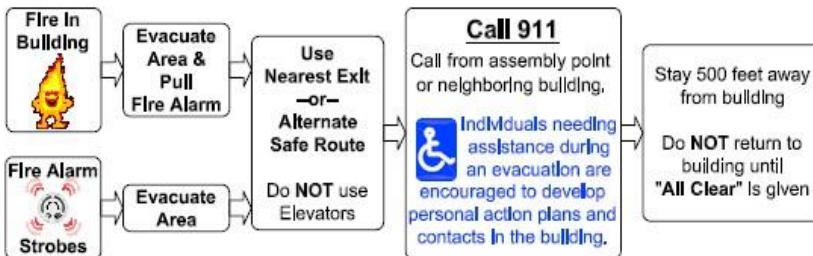 Fire In
Building
Evacuate
Area &
Pull
Fire Alarm
Fire Alarm
Strobes
Evacuate
Area
Use
Nearest Exit
–or–
Alternate
Safe Route
Do NOT use
Elevators
Call 911
Call from assembly point
or neighboring building.
Individuals needing
assistance during
an evacuation are
encouraged to develop
personal action plans and
contacts in the building.
Stay 500 feet away
from building
Do NOT return to
building until
"All Clear" is given